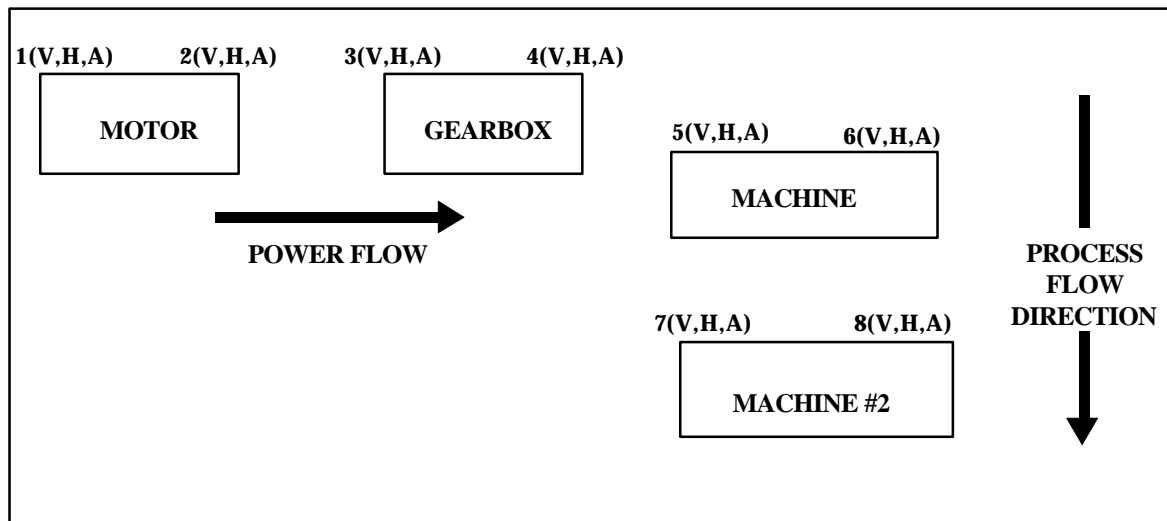 1(V,H,A) 2(V,H,A) 3(V,H,A) 4(V,H,A)
MOTOR
GEARBOX
5(V,H,A) 6(V,H,A)
MACHINE
POWER FLOW
PROCESS
FLOW
DIRECTION
7(V,H,A) 8(V,H,A)
MACHINE #2